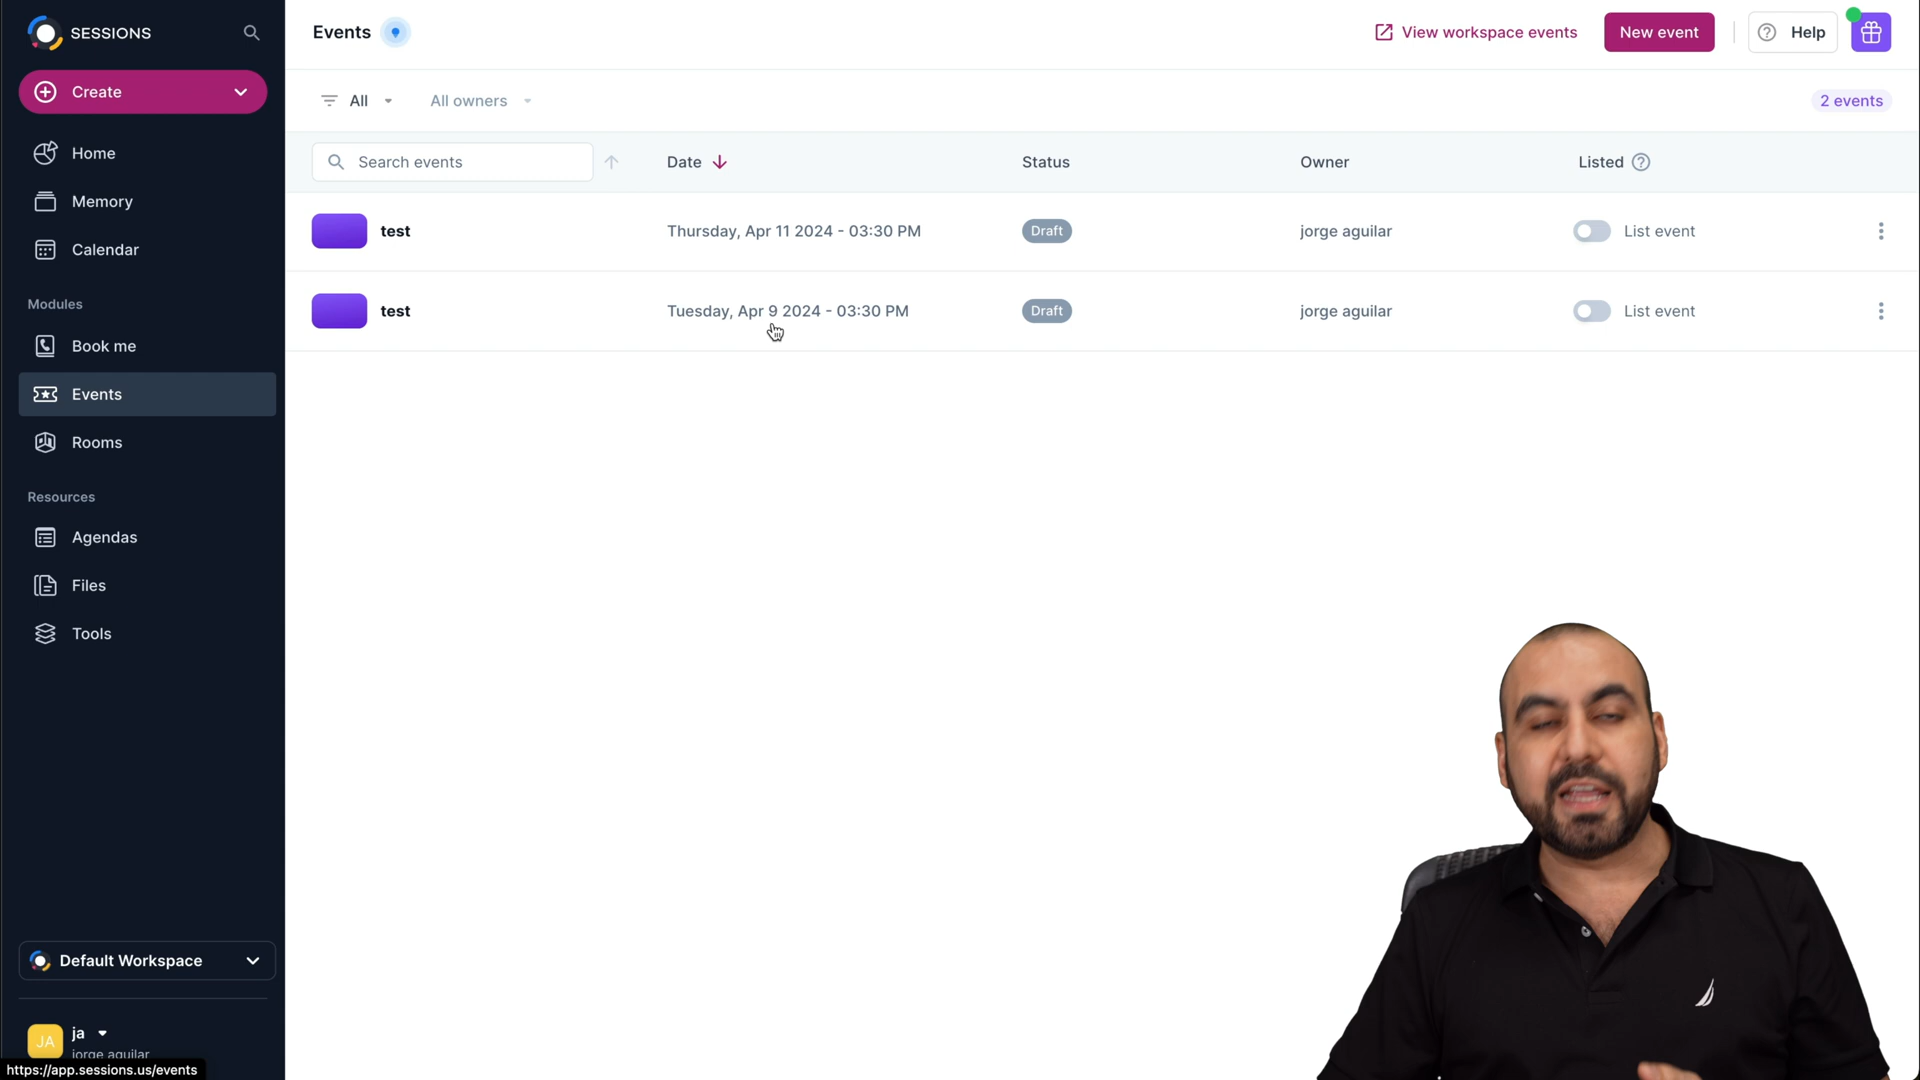 SESSIONS
Create
Home
Memory
Calendar
Modules
Book me
Events
Rooms
Resources
Agendas
Files
Tools
Default Workspace
JA
ja
jorge aguilar
https://app.sessions.us/events
Events
View workspace events
New event
Help
All
All owners
2 events
Search events
Date
Status
Owner
Listed
test
Thursday, Apr 11 2024 - 03:30 PM
Draft
jorge aguilar
List event
test
Tuesday, Apr 9 2024 - 03:30 PM
Draft
jorge aguilar
List event